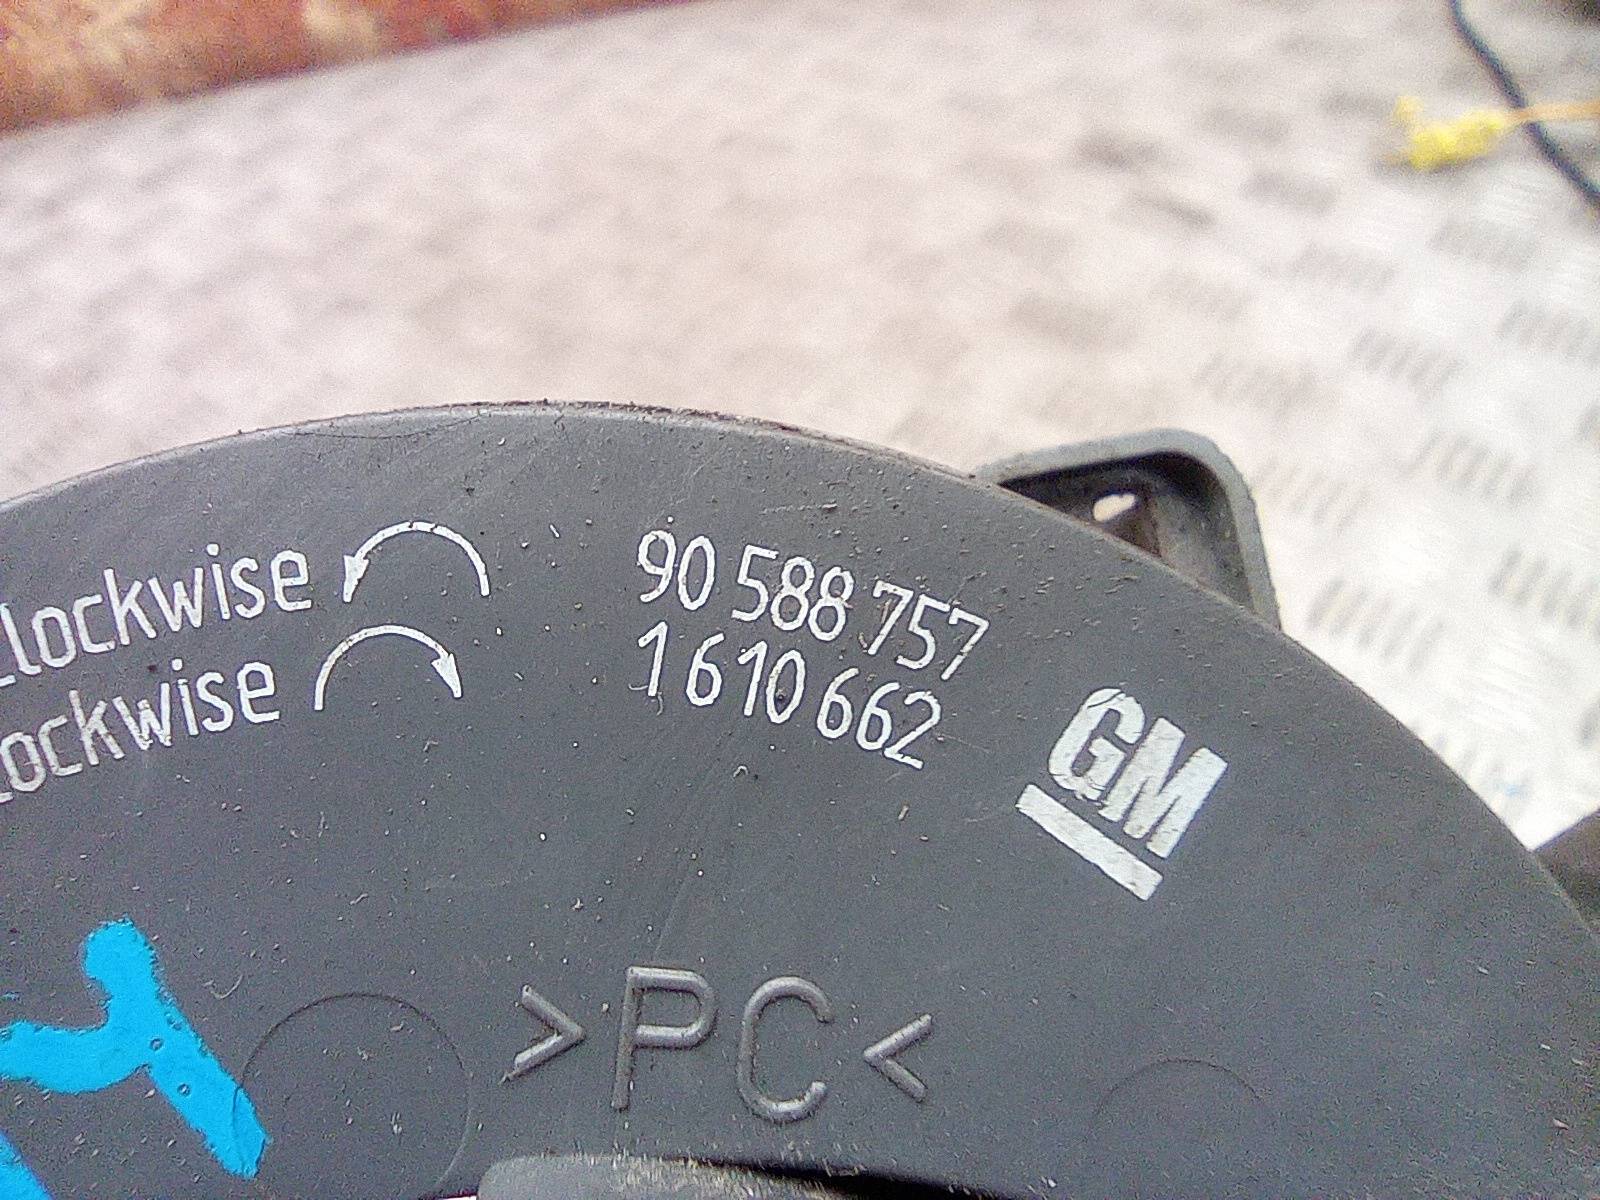 lockwise
ockwise
90 588 757
1 610 662
GM
>PC<